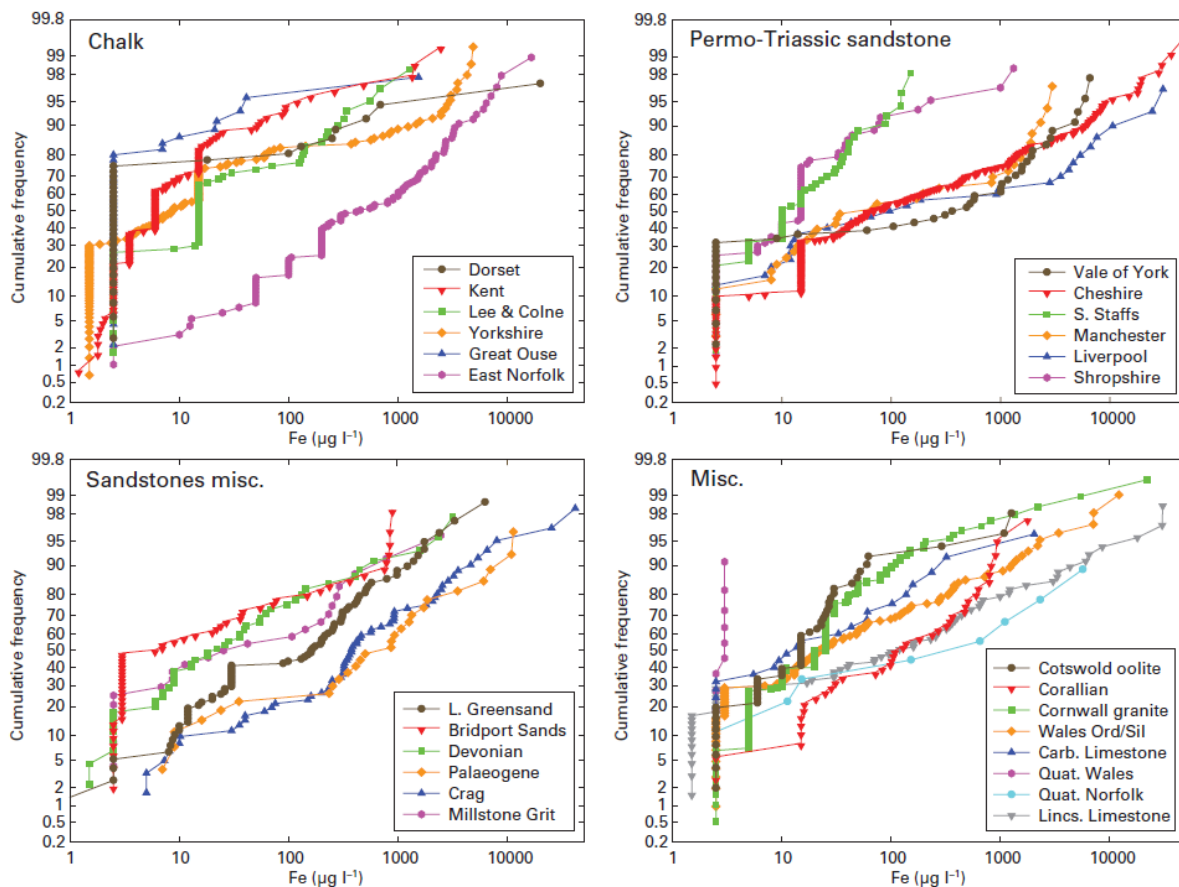 Chalk
99.8
99
98
95
90
80
70
60
50
40
30
20
10
5
2
1
0.5
0.2
Cumulative frequency
1
10
100
1000
10000
Fe (µg l⁻¹)
Dorset
Kent
Lee & Colne
Yorkshire
Great Ouse
East Norfolk
Permo-Triassic sandstone
99.8
99
98
95
90
80
70
60
50
40
30
20
10
5
2
1
0.5
0.2
Cumulative frequency
1
10
100
1000
10000
Fe (µg l⁻¹)
Vale of York
Cheshire
S. Staffs
Manchester
Liverpool
Shropshire
Sandstones misc.
99.8
99
98
95
90
80
70
60
50
40
30
20
10
5
2
1
0.5
0.2
Cumulative frequency
1
10
100
1000
10000
Fe (µg l⁻¹)
L. Greensand
Bridport Sands
Devonian
Palaeogene
Crag
Millstone Grit
Misc.
99.8
99
98
95
90
80
70
60
50
40
30
20
10
5
2
1
0.5
0.2
Cumulative frequency
1
10
100
1000
10000
Fe (µg l⁻¹)
Cotswold oolite
Corallian
Cornwall granite
Wales Ord/Sil
Carb. Limestone
Quat. Wales
Quat. Norfolk
Lincs. Limestone